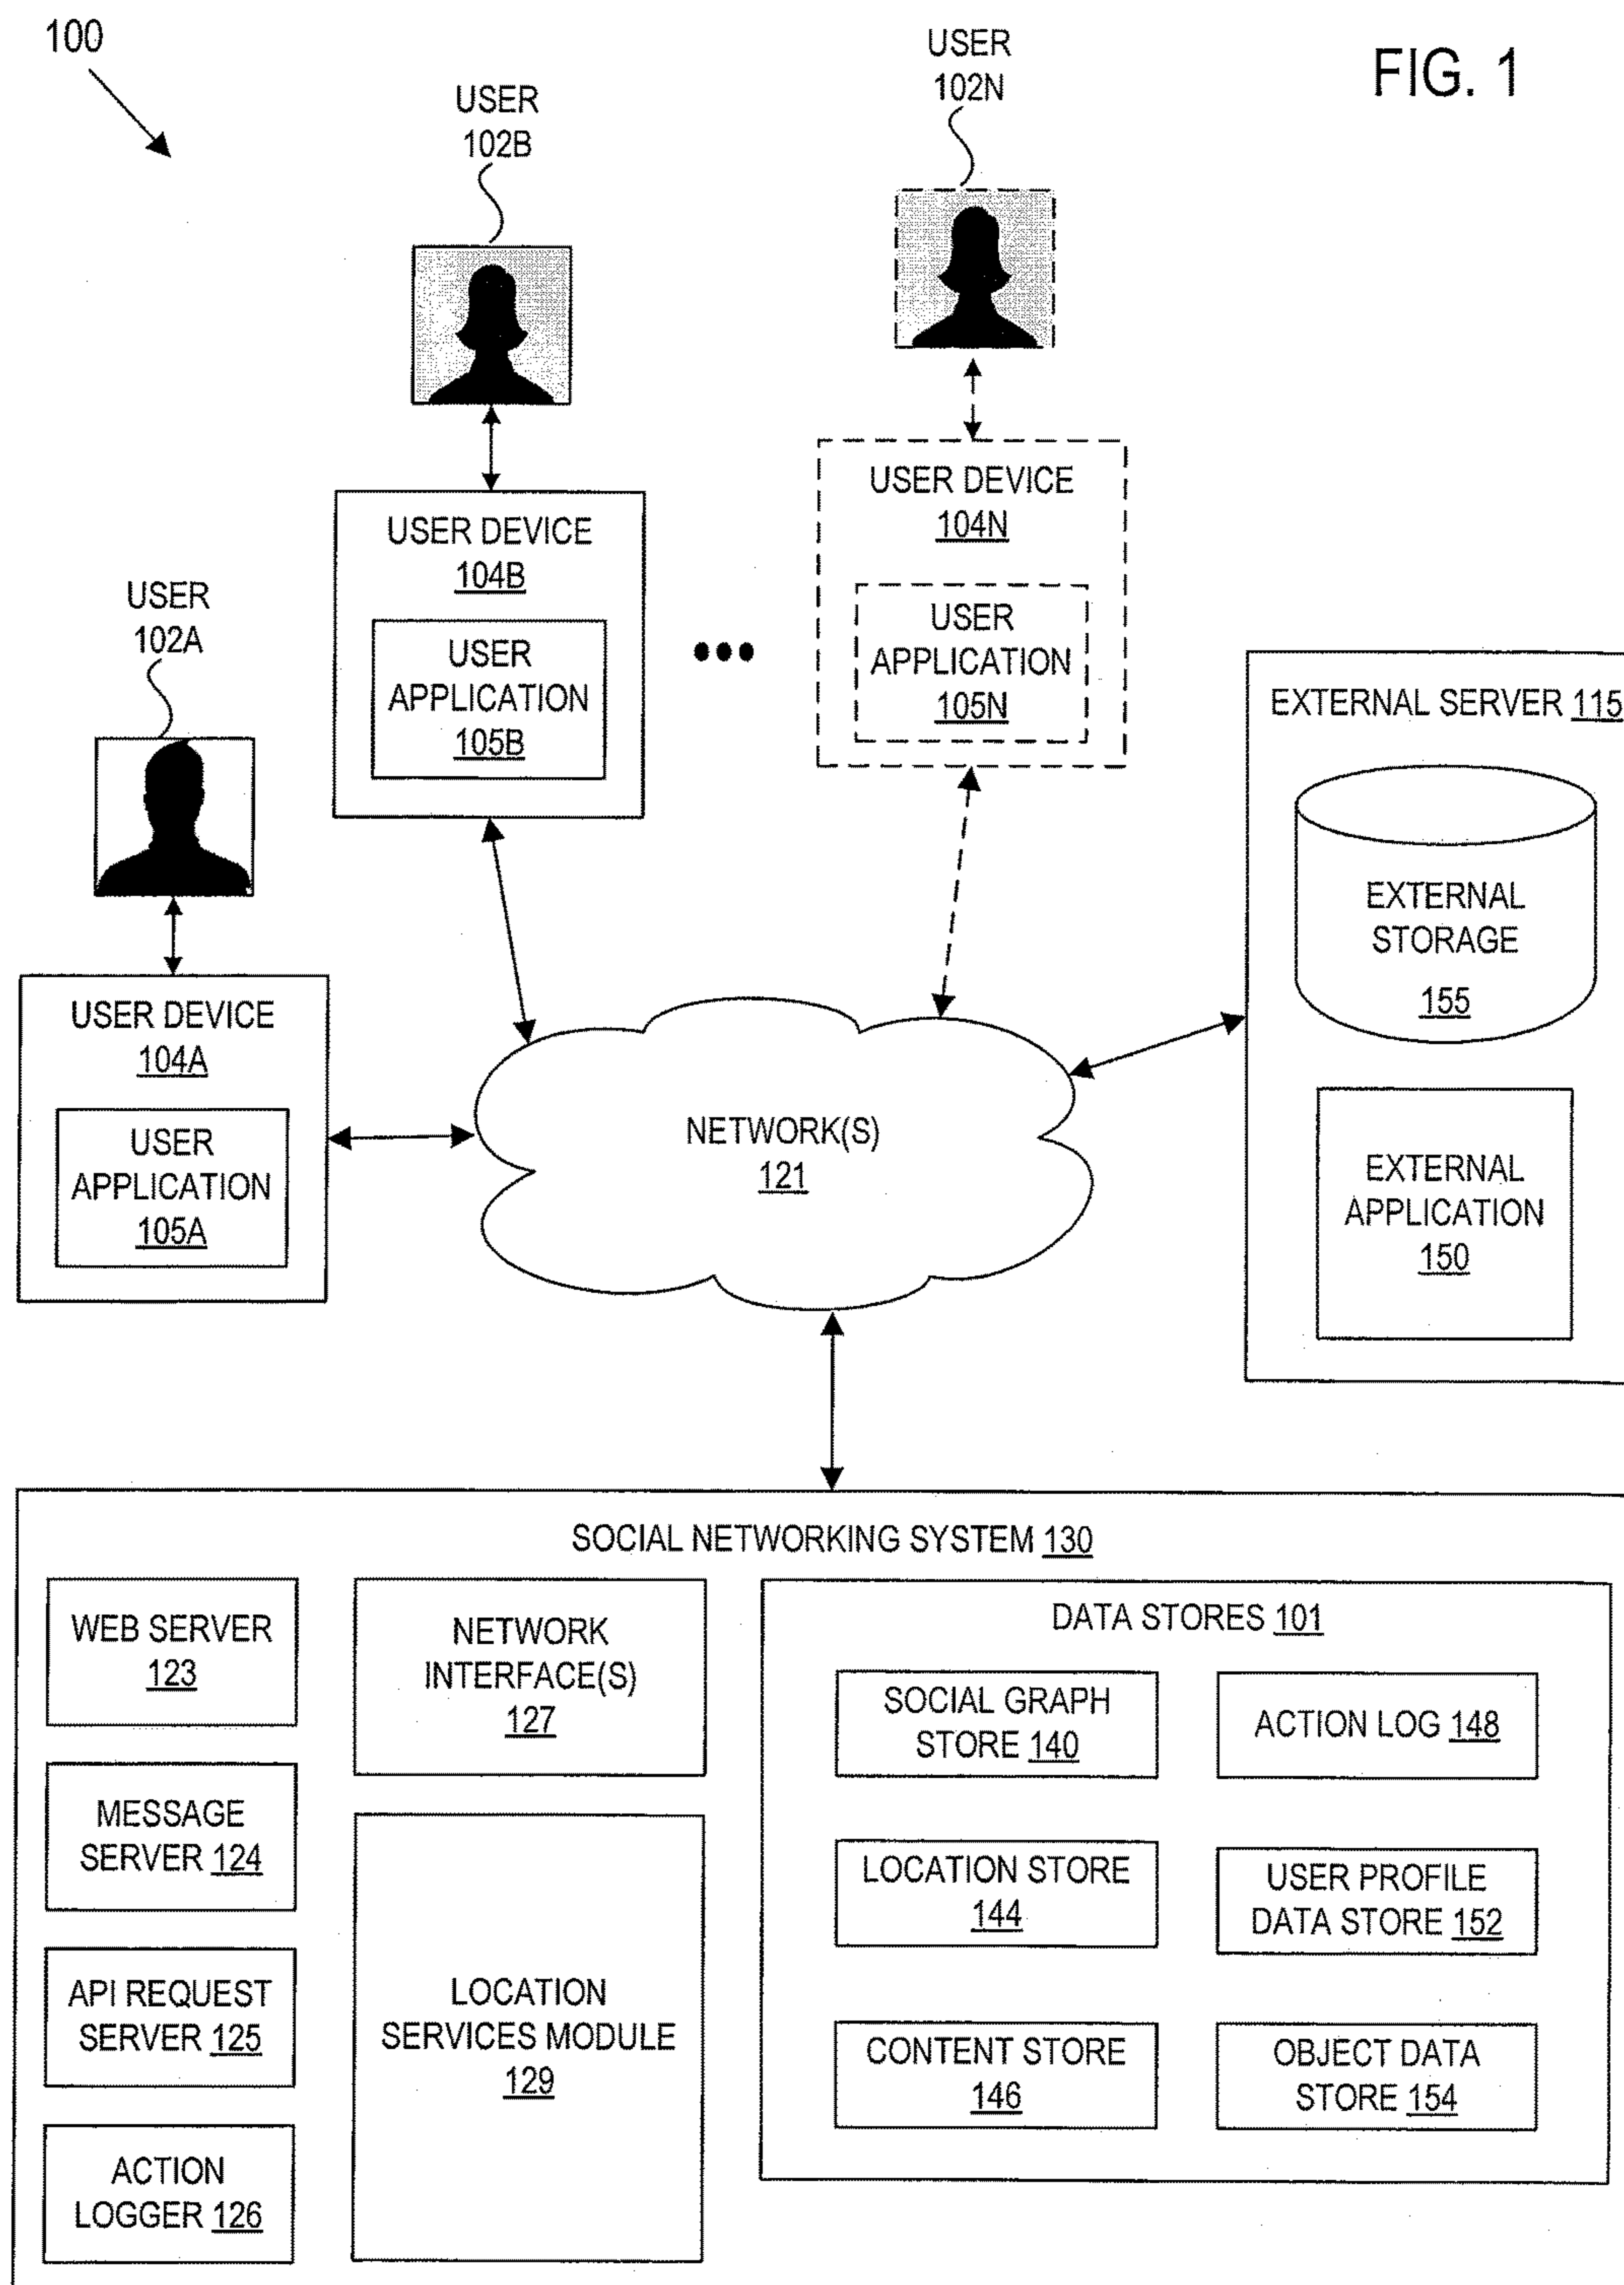 100
FIG. 1
USER
102N
USER
102B
USER
102A
USER DEVICE
104N
USER
APPLICATION
105N
USER DEVICE
104B
USER
APPLICATION
105B
USER DEVICE
104A
USER
APPLICATION
105A
EXTERNAL SERVER 115
EXTERNAL
STORAGE
155
EXTERNAL
APPLICATION
150
NETWORK(S)
121
SOCIAL NETWORKING SYSTEM 130
WEB SERVER
123
MESSAGE
SERVER 124
API REQUEST
SERVER 125
ACTION
LOGGER 126
NETWORK
INTERFACE(S)
127
LOCATION
SERVICES MODULE
129
DATA STORES 101
SOCIAL GRAPH
STORE 140
ACTION LOG 148
LOCATION STORE
144
USER PROFILE
DATA STORE 152
CONTENT STORE
146
OBJECT DATA
STORE 154